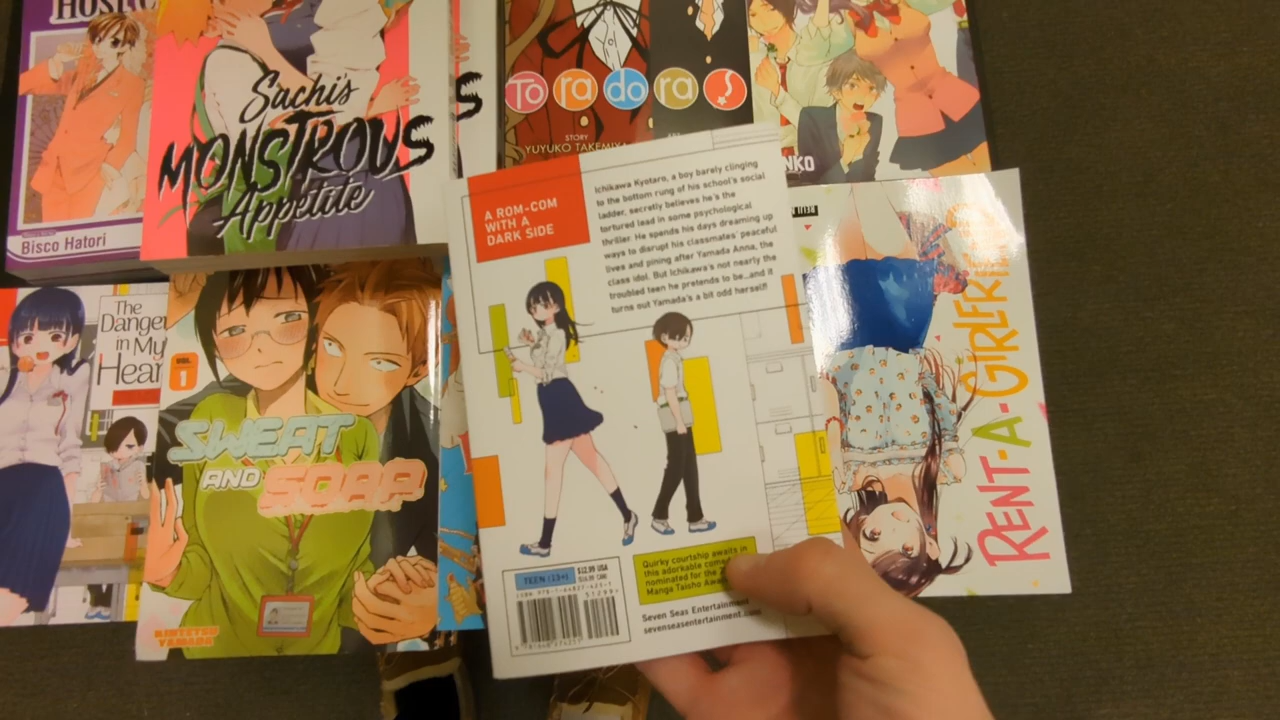 HOST
Bisco Hatori
Sachi's
MONSTROUS
Appetite
S
To ra do ra !
STORY
YUYUKO TAKEMIYA
NKO
The
Danger
in My
Hear
VOL.
1
SWEAT
AND SOAP
KINTETSU
YAMADA
A ROM-COM
WITH A
DARK SIDE
Ichikawa Kyotaro, a boy barely clinging
to the bottom rung of his school's social
ladder, secretly believes he's the
tortured lead in some psychological
thriller. He spends his days dreaming up
ways to disrupt his classmates' peaceful
lives and pining after Yamada Anna, the
class idol. But Ichikawa's not nearly the
troubled teen he pretends to be...and it
turns out Yamada's a bit odd herself!
TEEN (13+)
$12.99 USA
Quirky courtship awaits in
this adorkable come
nominated for the
Manga Taisho Awa
Seven Seas Entertainment
sevenseasentertainment.com
RENT-A-GIRLFRIEND